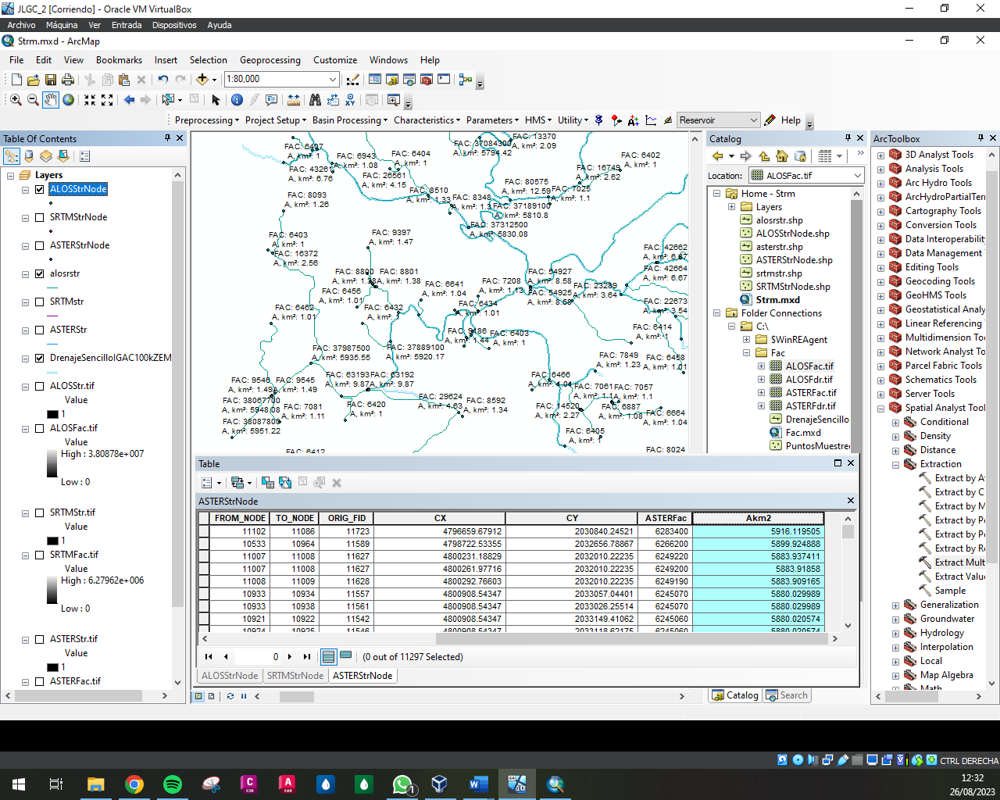 JLGC_2 [Corriendo] - Oracle VM VirtualBox
Archivo Máquina Ver Entrada Dispositivos Ayuda
Strm.mxd - ArcMap
File Edit View Bookmarks Insert Selection Geoprocessing Customize Windows Help
1:80,000
Preprocessing Project Setup Basin Processing Characteristics Parameters HMS Utility Reservoir Help
Table Of Contents
Layers
ALOSStrNode
SRTMStrNode
ASTERStrNode
alosrstr
SRTMstr
ASTERStr
DrenajeSencilloIGAC100kZEM
ALOSStr.tif
Value
1
ALOSFac.tif
Value
High : 3.80878e+007
Low : 0
SRTMStr.tif
Value
1
SRTMFac.tif
Value
High : 6.27962e+006
Low : 0
ASTERStr.tif
Value
1
ASTERFac.tif
FAC: 6407
A, km²: 1
FAC: 6943
A, km²: 1.08
FAC: 6404
A, km²: 1
FAC: 37084300
A, km²: 5794.42
13370
A, km²: 2.09
FAC: 6402
A, km²: 1
FAC: 4326
A, km²: 6.76
FAC: 26561
A, km²: 4.15
FAC: 16749
A, km²: 2.62
FAC: 8093
A, km²: 1.26
FAC: 8510
A, km²: 1.33
FAC: 80575
A, km²: 12.59
FAC: 7025
A, km²: 1.1
FAC: 8348
A, km²: 1.3
FAC: 37189100
A, km²: 5810.8
FAC: 37312500
A, km²: 5830.08
FAC: 6403
A, km²: 1
FAC: 9397
A, km²: 1.47
FAC: 16372
A, km²: 2.56
FAC: 42662
A, km²: 6.67
FAC: 8800
A, km²: 1.38
FAC: 8801
A, km²: 1.38
FAC: 54927
A, km²: 8.58
FAC: 42664
A, km²: 6.67
FAC: 6456
A, km²: 1.01
FAC: 6641
A, km²: 1.04
FAC: 7208
A, km²: 1.13
FAC: 54925
A, km²: 8.58
FAC: 23289
A, km²: 3.64
FAC: 6462
A, km²: 1.01
FAC: 6432
A, km²: 1
FAC: 6434
A, km²: 1.01
FAC: 22673
A, km²: 3.54
FAC: 9186
A, km²: 1.44
FAC: 6403
A, km²: 1
FAC: 6414
A, km²: 1
FAC: 37987500
A, km²: 5935.55
FAC: 37889100
A, km²: 5920.17
FAC: 7849
A, km²: 1.23
FAC: 6458
A, km²: 1.01
FAC: 9546
A, km²: 1.49
FAC: 9545
A, km²: 1.49
FAC: 63193
A, km²: 9.87
FAC: 63192
A, km²: 9.87
FAC: 6466
FAC: 7061
FAC: 7057
A, km²: 1.1
FAC: 38067700
A, km²: 5948.08
FAC: 7081
A, km²: 1.11
FAC: 6420
A, km²: 1
FAC: 29624
A, km²: 4.63
FAC: 8592
A, km²: 1.34
FAC: 14520
A, km²: 2.27
FAC: 6887
A, km²: 1.08
FAC: 6664
A, km²: 1.04
FAC: 38087800
A, km²: 5951.22
FAC: 6405
A, km²: 1
FAC: 6412
FAC: 8024
Table
ASTERStrNode
FROM_NODE TO_NODE ORIG_FID CX CY ASTERFac Akm2
11102 11086 11723 4796659.67912 2030840.24521 6283400 5916.119505
10533 10964 11589 4798722.53355 2032656.78867 6266200 5899.924888
11007 11008 11627 4800231.18829 2032010.22235 6249220 5883.937411
11007 11008 11627 4800261.97716 2032010.22235 6249200 5883.91858
11008 11009 11628 4800292.76603 2032010.22235 6249190 5883.909165
10933 10934 11557 4800908.54347 2033057.04401 6245070 5880.029989
10933 10938 11561 4800908.54347 2033026.25514 6245070 5880.029989
10921 10922 11542 4800908.54347 2033149.41062 6245060 5880.020574
10924 10925 11546 4800908.54347 2033118.62175 6245060 5880.020574
0 (0 out of 11297 Selected)
ALOSStrNode SRTMStrNode ASTERStrNode
Catalog
Location: ALOSFac.tif
Home - Strm
Layers
alosrstr.shp
ALOSStrNode.shp
asterstr.shp
ASTERStrNode.shp
srtmstr.shp
SRTMStrNode.shp
Strm.mxd
Folder Connections
C:\
$WinREAgent
Fac
ALOSFac.tif
ALOSFdr.tif
ASTERFac.tif
ASTERFdr.tif
DrenajeSencillo
Fac.mxd
PuntosMuestre
Catalog Search
ArcToolbox
3D Analyst Tools
Analysis Tools
Arc Hydro Tools
ArcHydroPartialTer
Cartography Tools
Conversion Tools
Data Interoperability
Data Management
Editing Tools
Geocoding Tools
GeoHMS Tools
Geostatistical Analy
Linear Referencing
Multidimension Too
Network Analyst To
Parcel Fabric Tools
Schematics Tools
Server Tools
Spatial Analyst Tool
Conditional
Density
Distance
Extraction
Extract by A
Extract by C
Extract by M
Extract by P
Extract by P
Extract by R
Extract Mult
Extract Value
Sample
Generalization
Groundwater
Hydrology
Interpolation
Local
Map Algebra
Math
CTRL DERECHA
12:32
26/08/2023